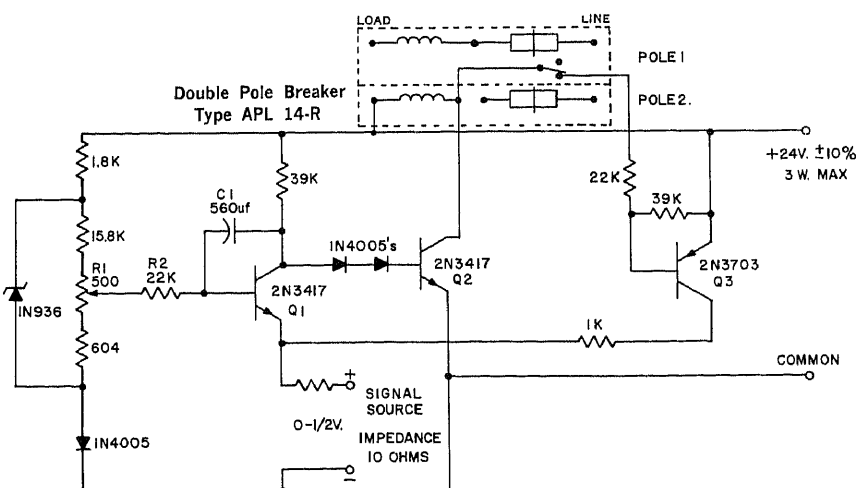 LOAD
LINE
POLE 1
Double Pole Breaker
Type APL 14-R
POLE 2.
1.8K
39K
+24V. ±10%
3 W. MAX
22K
39K
C1
560uf
15.8K
1N4005's
R1
500
R2
22K
2N3417
Q2
2N3703
Q3
1N936
2N3417
Q1
1K
604
COMMON
+
SIGNAL
SOURCE
0-1/2V.
IMPEDANCE
10 OHMS
1N4005
-